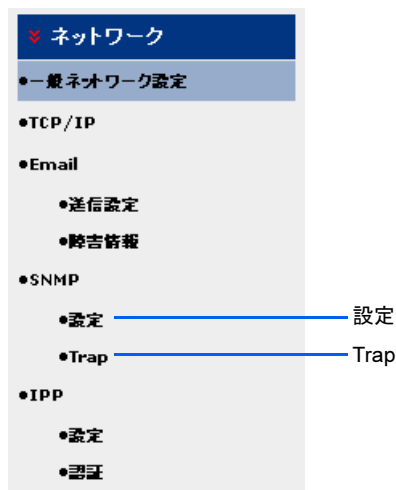 ネットワーク
•一般ネットワーク設定
•TCP/IP
•Email
•送信設定
•障害情報
•SNMP
•設定 設定
•Trap Trap
•IPP
•設定
•認証